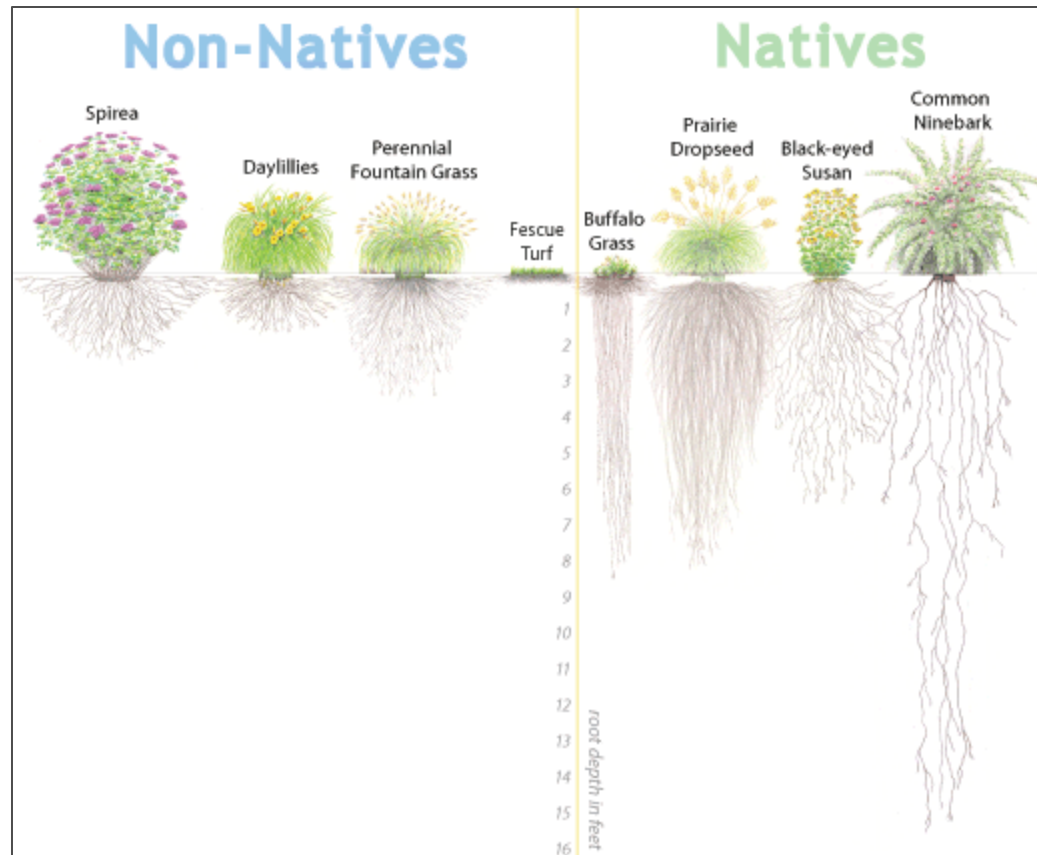 Non-Natives
Natives
Spirea
Daylillies
Perennial
Fountain Grass
Fescue
Turf
Buffalo
Grass
Prairie
Dropseed
Black-eyed
Susan
Common
Ninebark
1
2
3
4
5
6
7
8
9
10
11
12
13
14
15
16
root depth in feet